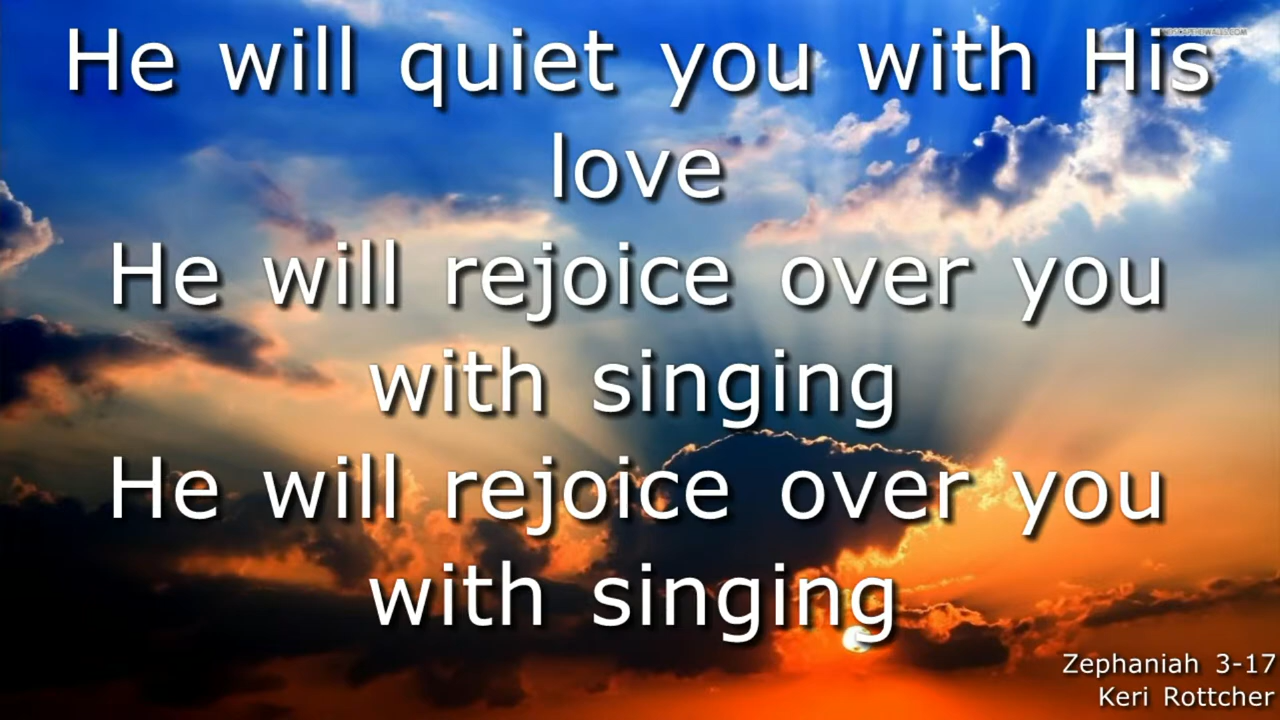 He will quiet you with His
love
He will rejoice over you
with singing
He will rejoice over you
with singing
Zephaniah 3-17
Keri Rottcher